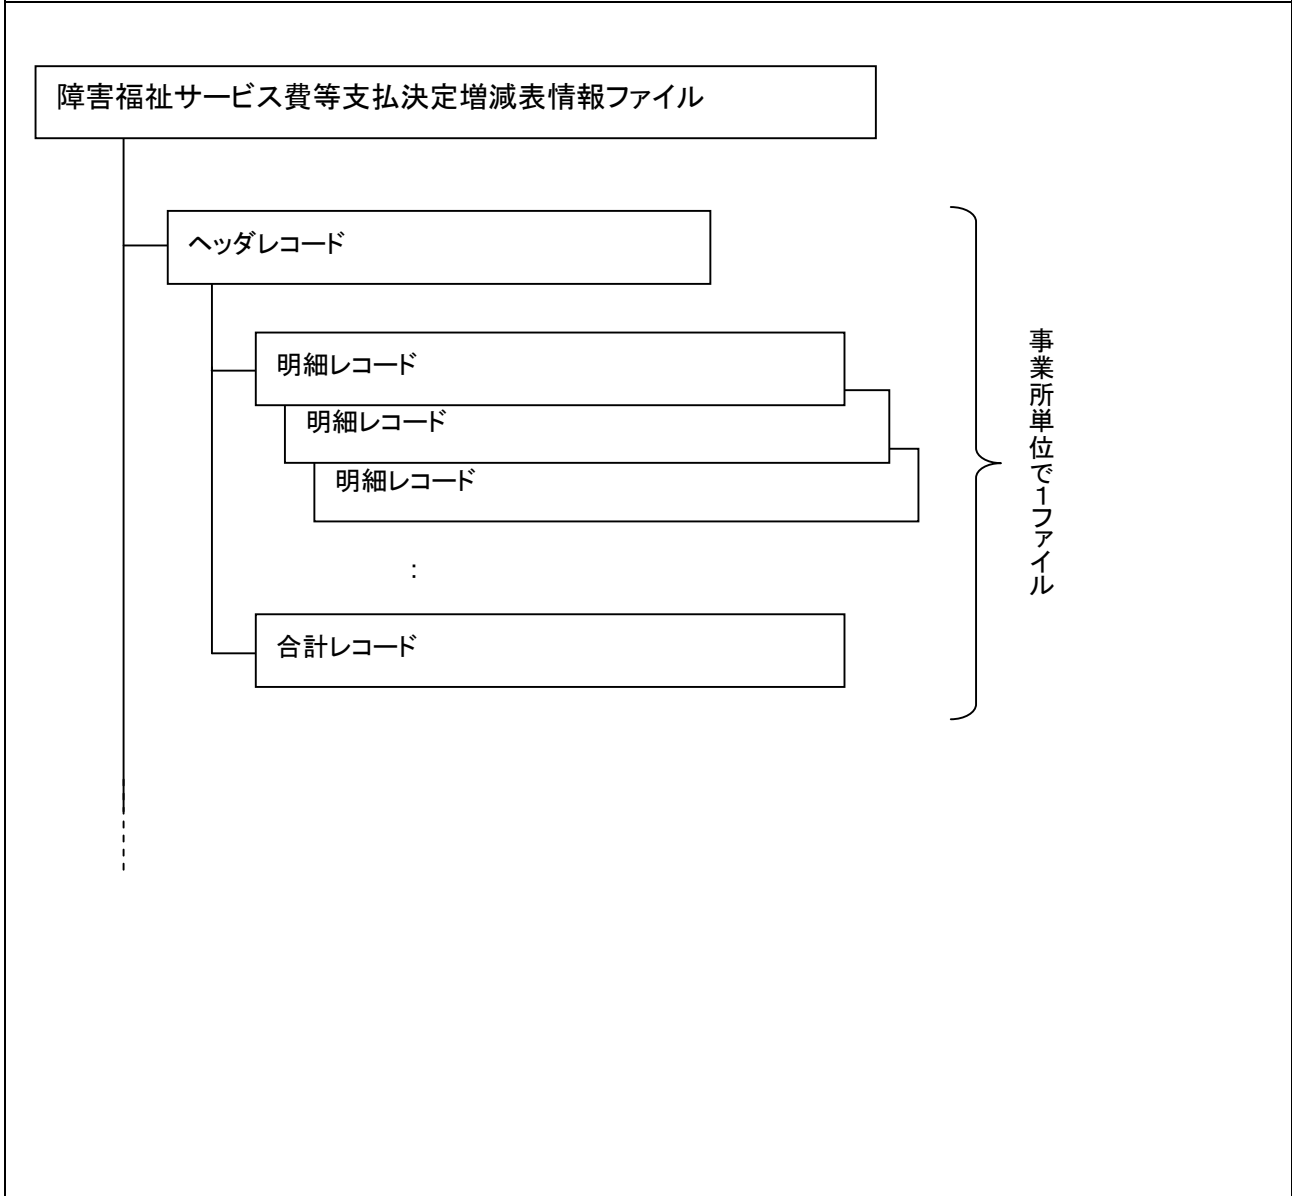 障害福祉サービス費等支払決定増減表情報ファイル
ヘッダレコード
明細レコード
明細レコード
明細レコード
:
合計レコード
事業所単位で1ファイル